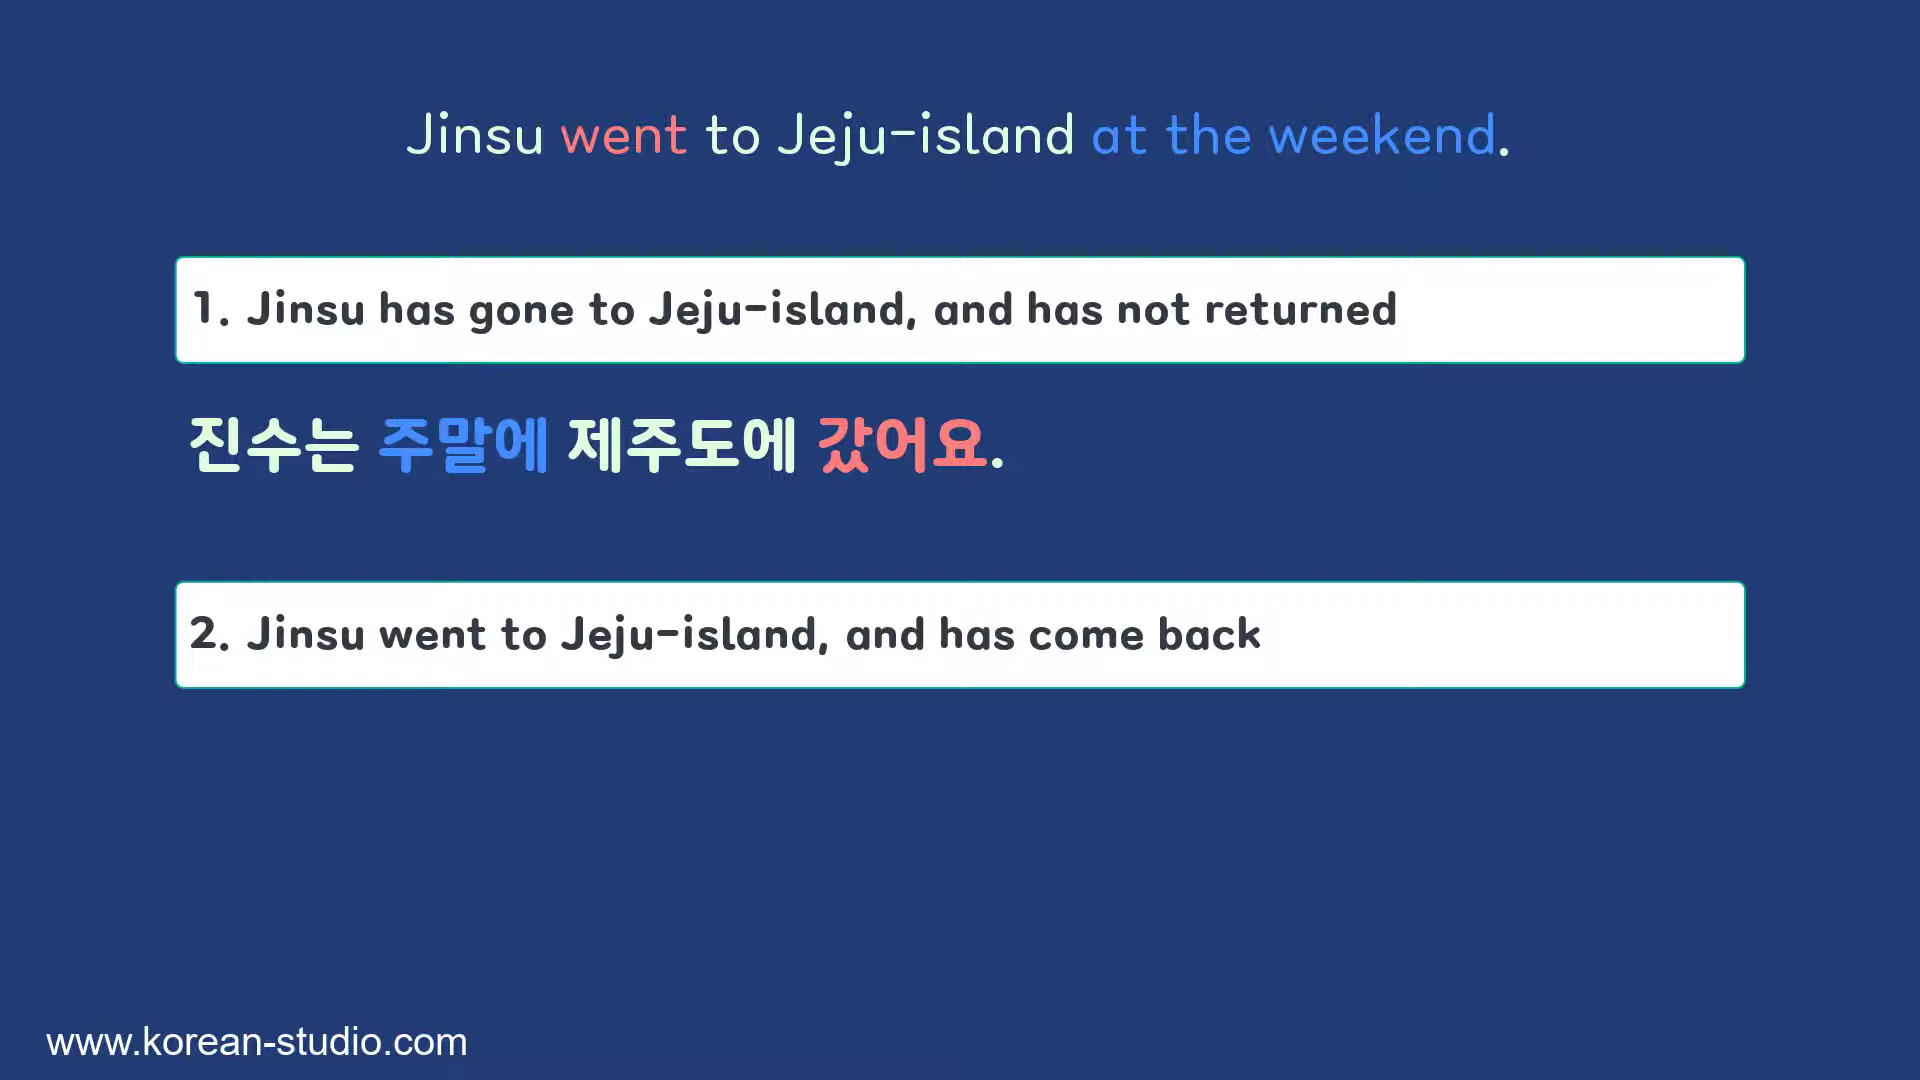 Jinsu went to Jeju-island at the weekend.
1. Jinsu has gone to Jeju-island, and has not returned
진수는 주말에 제주도에 갔어요.
2. Jinsu went to Jeju-island, and has come back
www.korean-studio.com